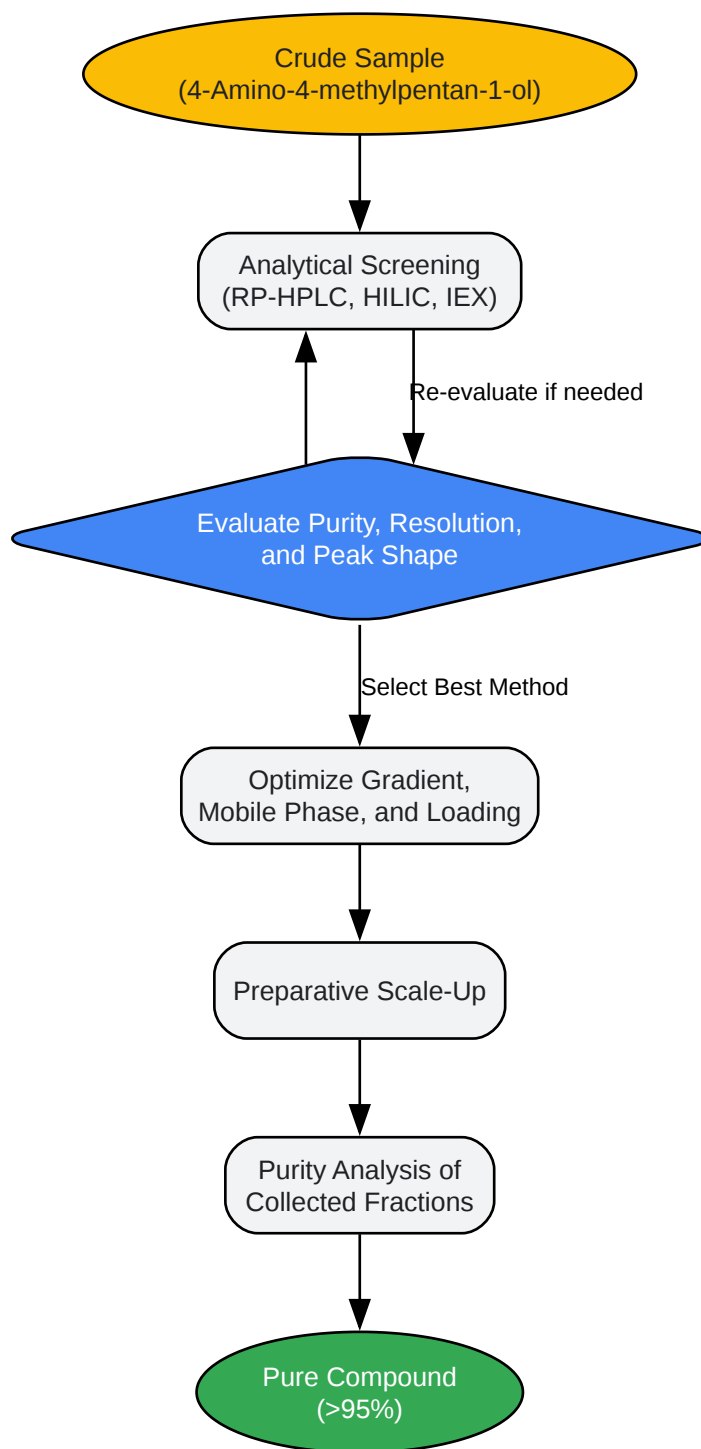 Crude Sample
(4-Amino-4-methylpentan-1-ol)
Analytical Screening
(RP-HPLC, HILIC, IEX)
Re-evaluate if needed
Evaluate Purity, Resolution,
and Peak Shape
Select Best Method
Optimize Gradient,
Mobile Phase, and Loading
Preparative Scale-Up
Purity Analysis of
Collected Fractions
Pure Compound
(>95%)